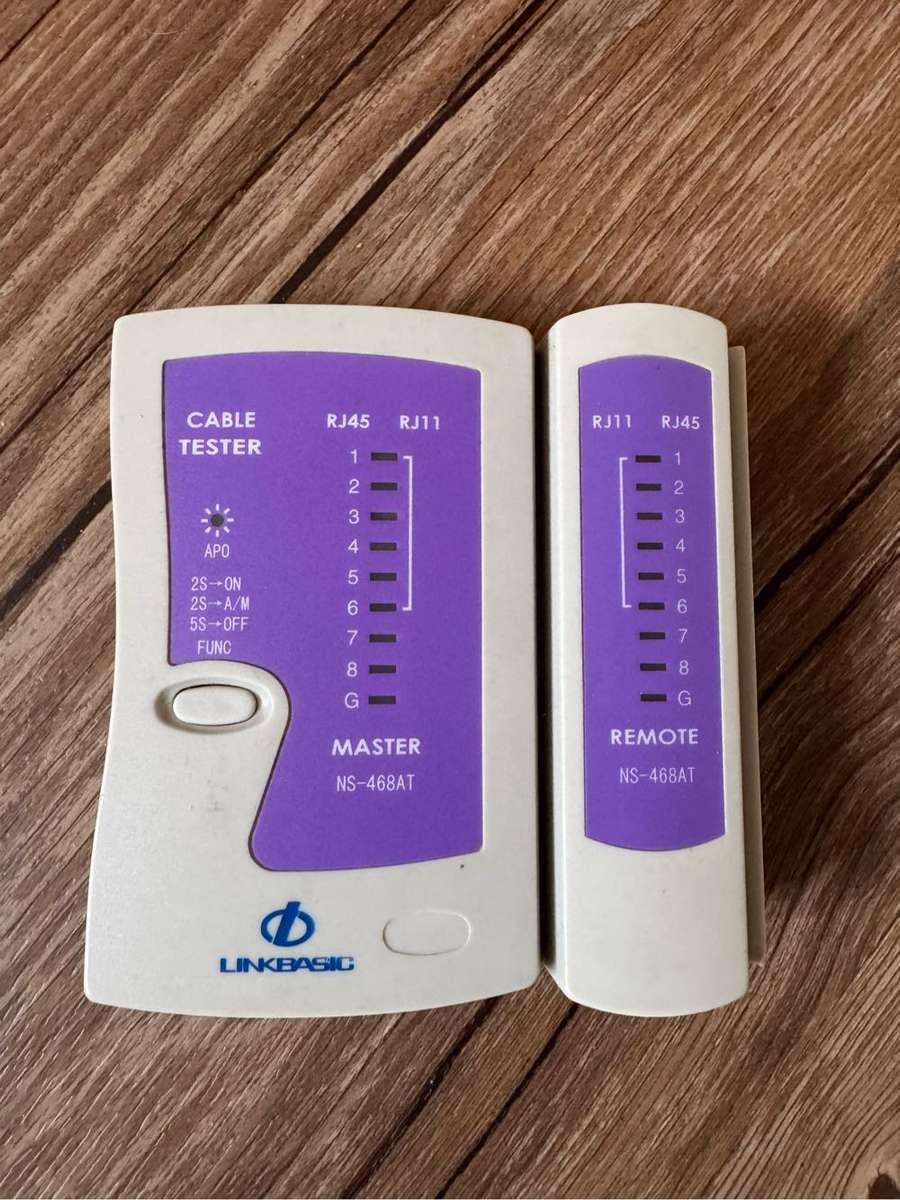 CABLE
TESTER
APO
2S→ON
2S→A/M
5S→OFF
FUNC
RJ45 RJ11
1
2
3
4
5
6
7
8
G
MASTER
NS-468AT
LINKBASIC
RJ11 RJ45
1
2
3
4
5
6
7
8
G
REMOTE
NS-468AT